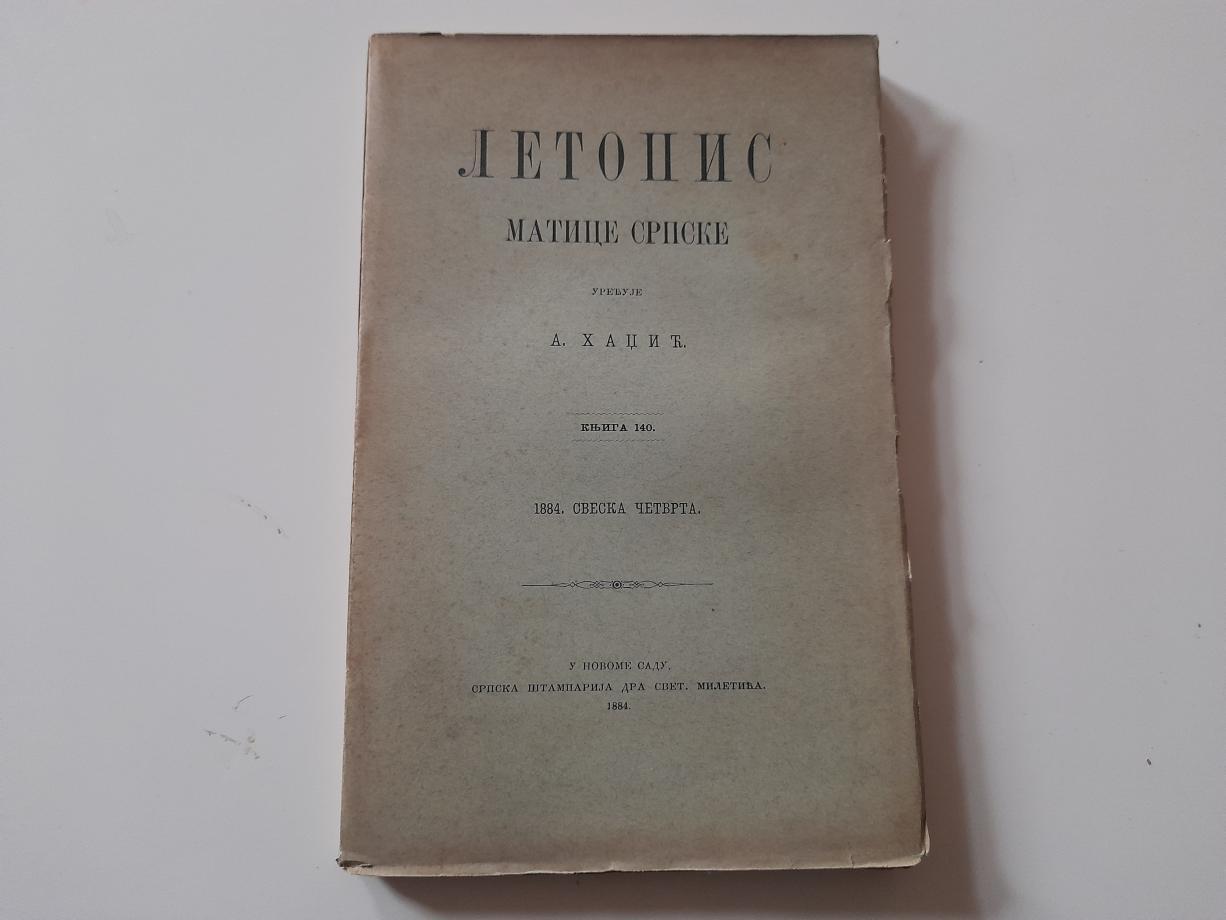 ЛЕТОПИС
МАТИЦЕ СРПСКЕ
УРЕЂУЈЕ
А. ХАЏИЋ.
КЊИГА 140.
1884. СВЕСКА ЧЕТВРТА.
У НОВОМЕ САДУ,
СРПСКА ШТАМПАРИЈА ДРА СВЕТ. МИЛЕТИЋА.
1884.